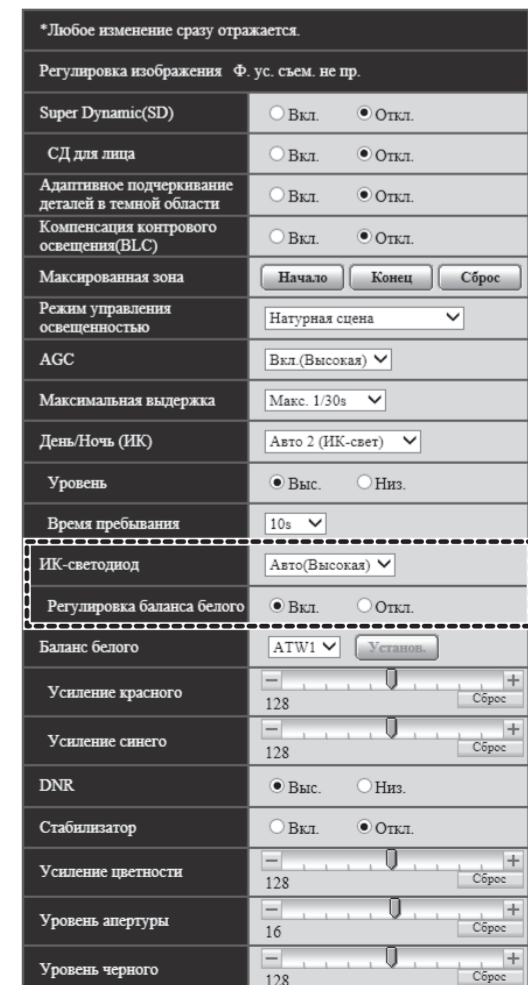 *Любое изменение сразу отражается.
Регулировка изображения Ф. ус. съем. не пр.
Super Dynamic(SD) Вкл. Откл.
СД для лица Вкл. Откл.
Адаптивное подчеркивание
деталей в темной области Вкл. Откл.
Компенсация контрового
освещения(BLC) Вкл. Откл.
Максированная зона Начало Конец Сброс
Режим управления
освещенностью Натурная сцена
AGC Вкл.(Высокая)
Максимальная выдержка Макс. 1/30s
День/Ночь (ИК) Авто 2 (ИК-свет)
Уровень Выс. Низ.
Время пребывания 10s
ИК-светодиод Авто(Высокая)
Регулировка баланса белого Вкл. Откл.
Баланс белого ATW1 Установ.
Усиление красного − +
128 Сброс
Усиление синего − +
128 Сброс
DNR Выс. Низ.
Стабилизатор Вкл. Откл.
Усиление цветности − +
128 Сброс
Уровень апертуры − +
16 Сброс
Уровень черного − +
128 Сброс